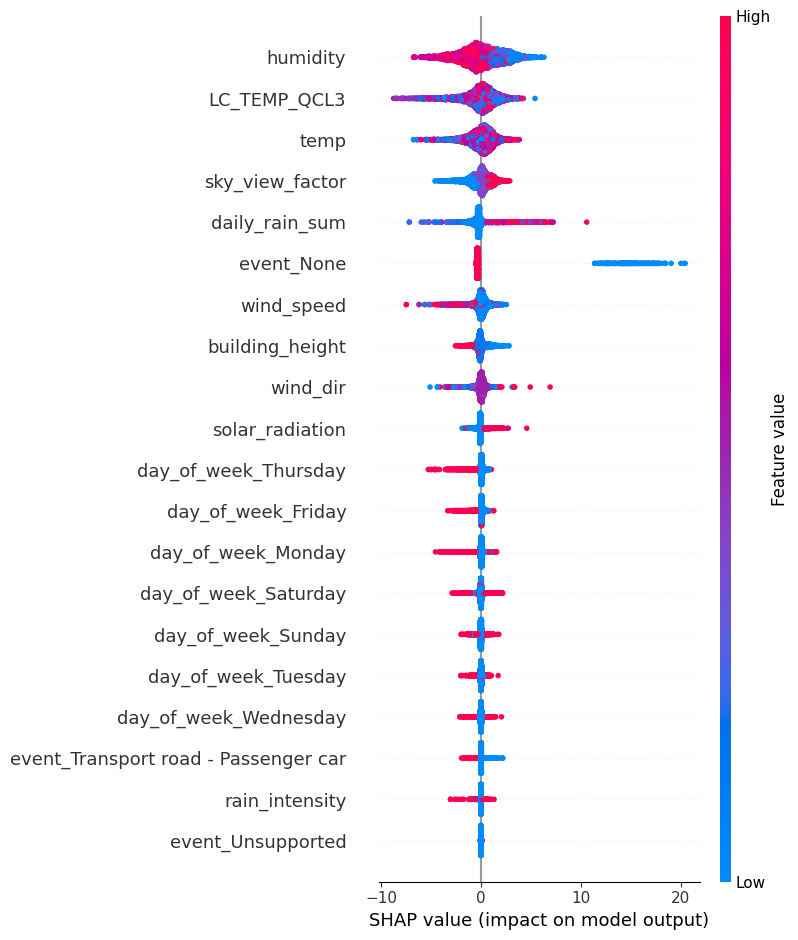 High
humidity
LC_TEMP_QCL3
temp
sky_view_factor
daily_rain_sum
event_None
wind_speed
building_height
wind_dir
solar_radiation
day_of_week_Thursday
day_of_week_Friday
day_of_week_Monday
day_of_week_Saturday
day_of_week_Sunday
day_of_week_Tuesday
day_of_week_Wednesday
event_Transport road - Passenger car
rain_intensity
event_Unsupported
Feature value
Low
−10 0 10 20
SHAP value (impact on model output)